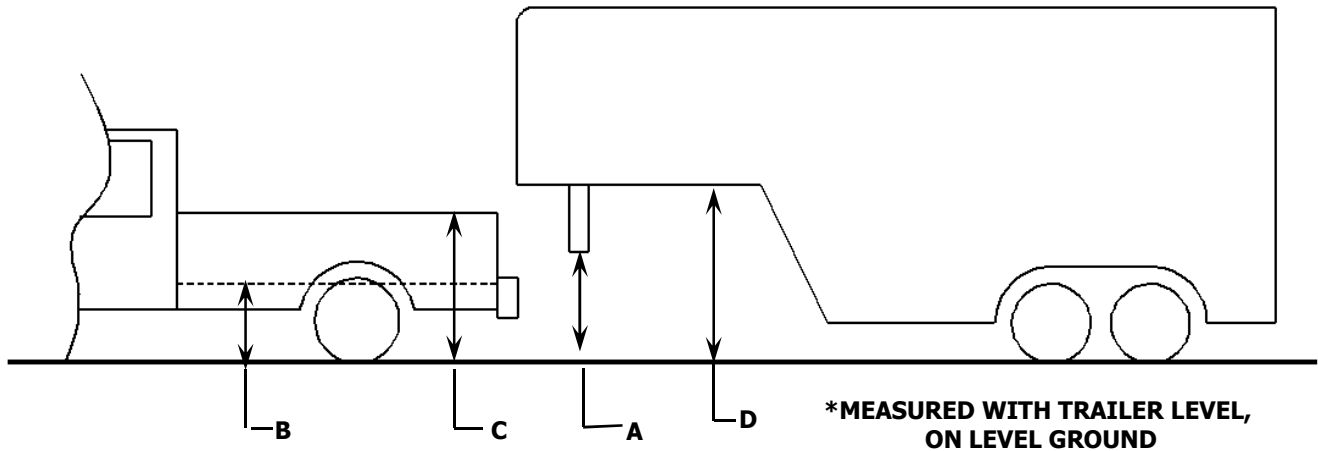 B
C
A
D
*MEASURED WITH TRAILER LEVEL,
ON LEVEL GROUND